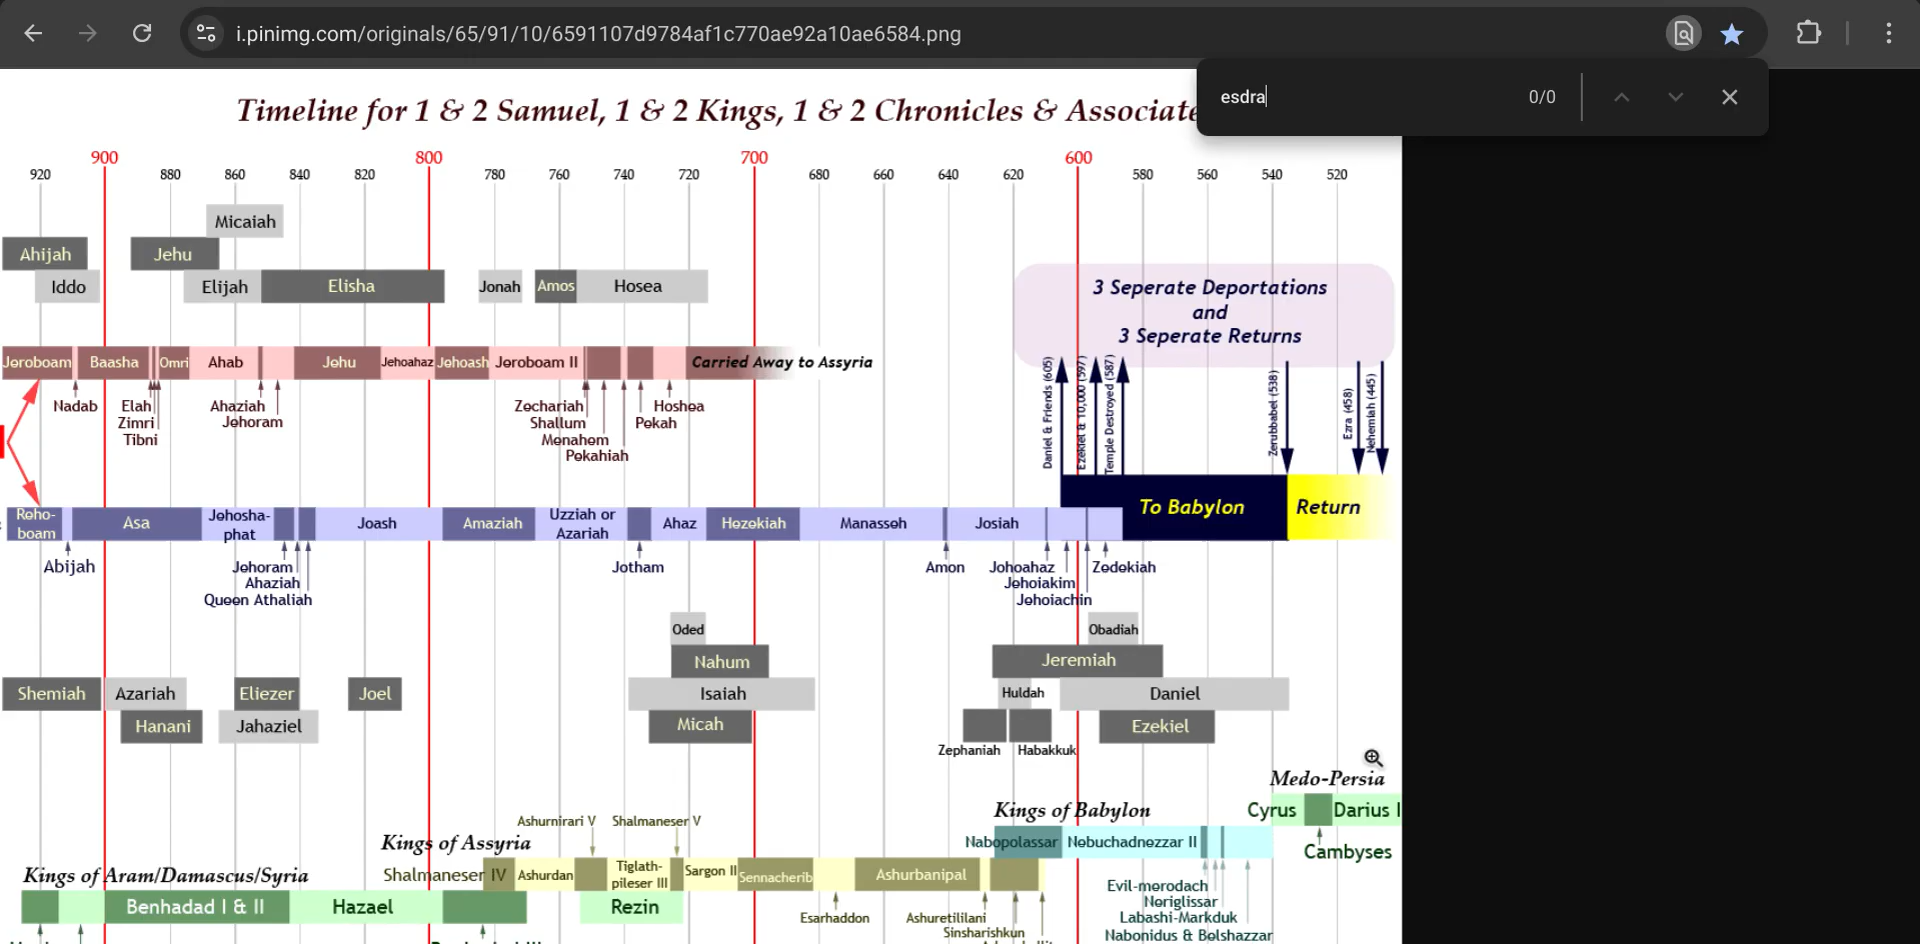 i.pinimg.com/originals/65/91/10/6591107d9784af1c770ae92a10ae6584.png
esdra
0/0
Timeline for 1 & 2 Samuel, 1 & 2 Kings, 1 & 2 Chronicles & Associate
900 800 700 600
920 880 860 840 820 780 760 740 720 680 660 640 620 580 560 540 520
Micaiah
Ahijah Jehu
Iddo Elijah Elisha Jonah Amos Hosea
3 Seperate Deportations
and
3 Seperate Returns
Jeroboam Baasha Omri Ahab Jehu Jehoahaz Jehoash Jeroboam II Carried Away to Assyria
Nadab Elah Ahaziah Zechariah Hoshea
Zimri Jehoram Shallum Pekah
Tibni Menahem
Pekahiah
Daniel & Friends (605)
Ezekiel & 10,000 (597)
Temple Destroyed (587)
Zerubbabel (538)
Ezra (458)
Nehemiah (445)
To Babylon Return
Reho-
boam
Asa
Jehosha-
phat
Joash Amaziah
Uzziah or
Azariah
Ahaz Hezekiah Manasseh Josiah
Abijah Jehoram Jotham Amon Johoahaz Zedekiah
Ahaziah Jehoiakim
Queen Athaliah Jehoiachin
Oded Obadiah
Nahum Jeremiah
Shemiah Azariah Eliezer Joel Isaiah Huldah Daniel
Hanani Jahaziel Micah Ezekiel
Zephaniah Habakkuk
Medo-Persia
Kings of Babylon Cyrus Darius I
Ashurnirari V Shalmaneser V
Kings of Assyria Nabopolassar Nebuchadnezzar II Cambyses
Shalmaneser IV Ashurdan
Tiglath-
pileser III
Sargon II Sennacherib Ashurbanipal
Kings of Aram/Damascus/Syria
Evil-merodach
Neriglissar
Labashi-Markduk
Nabonidus & Belshazzar
Benhadad I & II Hazael Rezin
Esarhaddon Ashuretililani
Sinsharishkun